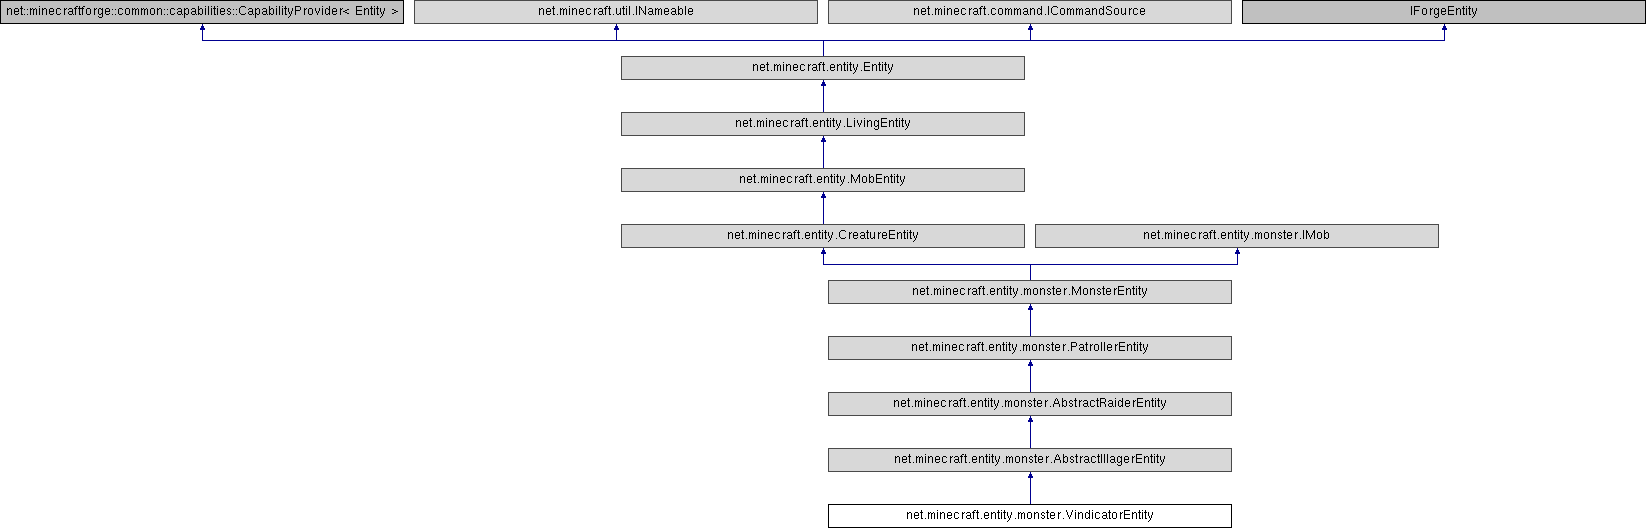 net::minecraftforge::common::capabilities::CapabilityProvider< Entity >
net.minecraft.util.INameable
net.minecraft.command.ICommandSource
IForgeEntity
net.minecraft.entity.Entity
net.minecraft.entity.LivingEntity
net.minecraft.entity.MobEntity
net.minecraft.entity.CreatureEntity
net.minecraft.entity.monster.IMob
net.minecraft.entity.monster.MonsterEntity
net.minecraft.entity.monster.PatrollerEntity
net.minecraft.entity.monster.AbstractRaiderEntity
net.minecraft.entity.monster.AbstractIllagerEntity
net.minecraft.entity.monster.VindicatorEntity